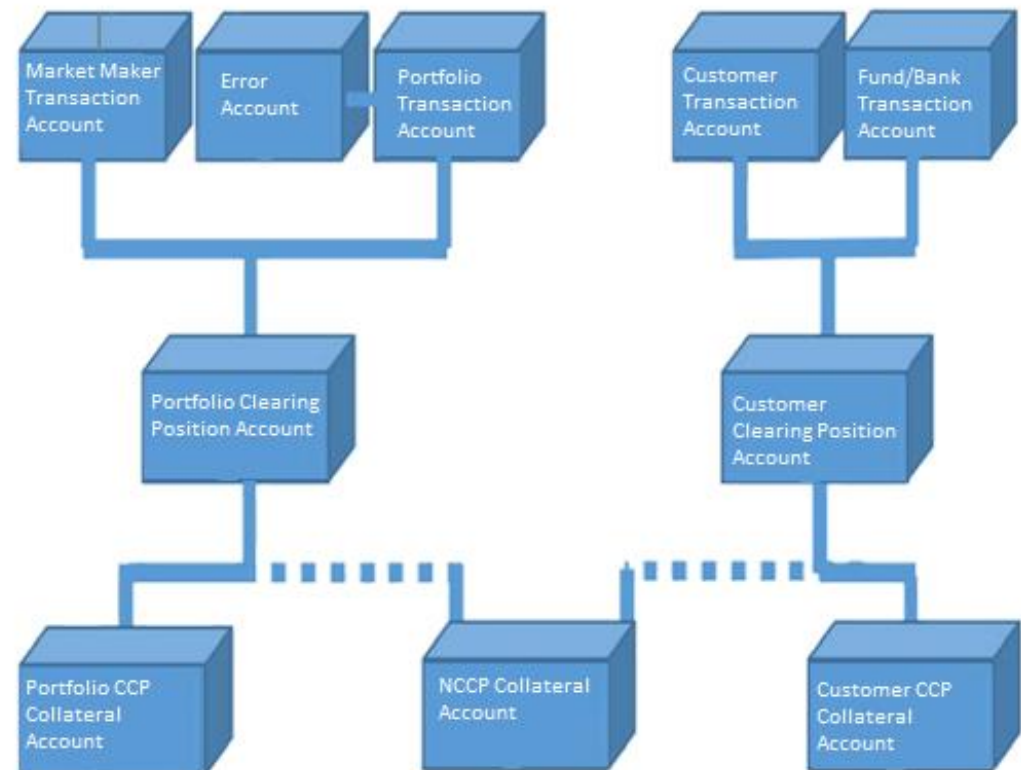 Market Maker
Transaction
Account
Error
Account
Portfolio
Transaction
Account
Customer
Transaction
Account
Fund/Bank
Transaction
Account
Portfolio Clearing
Position Account
Customer
Clearing Position
Account
Portfolio CCP
Collateral
Account
NCCP Collateral
Account
Customer CCP
Collateral
Account